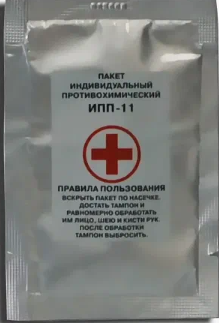 ПАКЕТ
ИНДИВИДУАЛЬНЫЙ
ПРОТИВОХИМИЧЕСКИЙ
ИПП-11
ПРАВИЛА ПОЛЬЗОВАНИЯ
ВСКРЫТЬ ПАКЕТ ПО НАСЕЧКЕ.
ДОСТАТЬ ТАМПОН И
РАВНОМЕРНО ОБРАБОТАТЬ
ИМ ЛИЦО, ШЕЮ И КИСТИ РУК.
ПОСЛЕ ОБРАБОТКИ
ТАМПОН ВЫБРОСИТЬ.